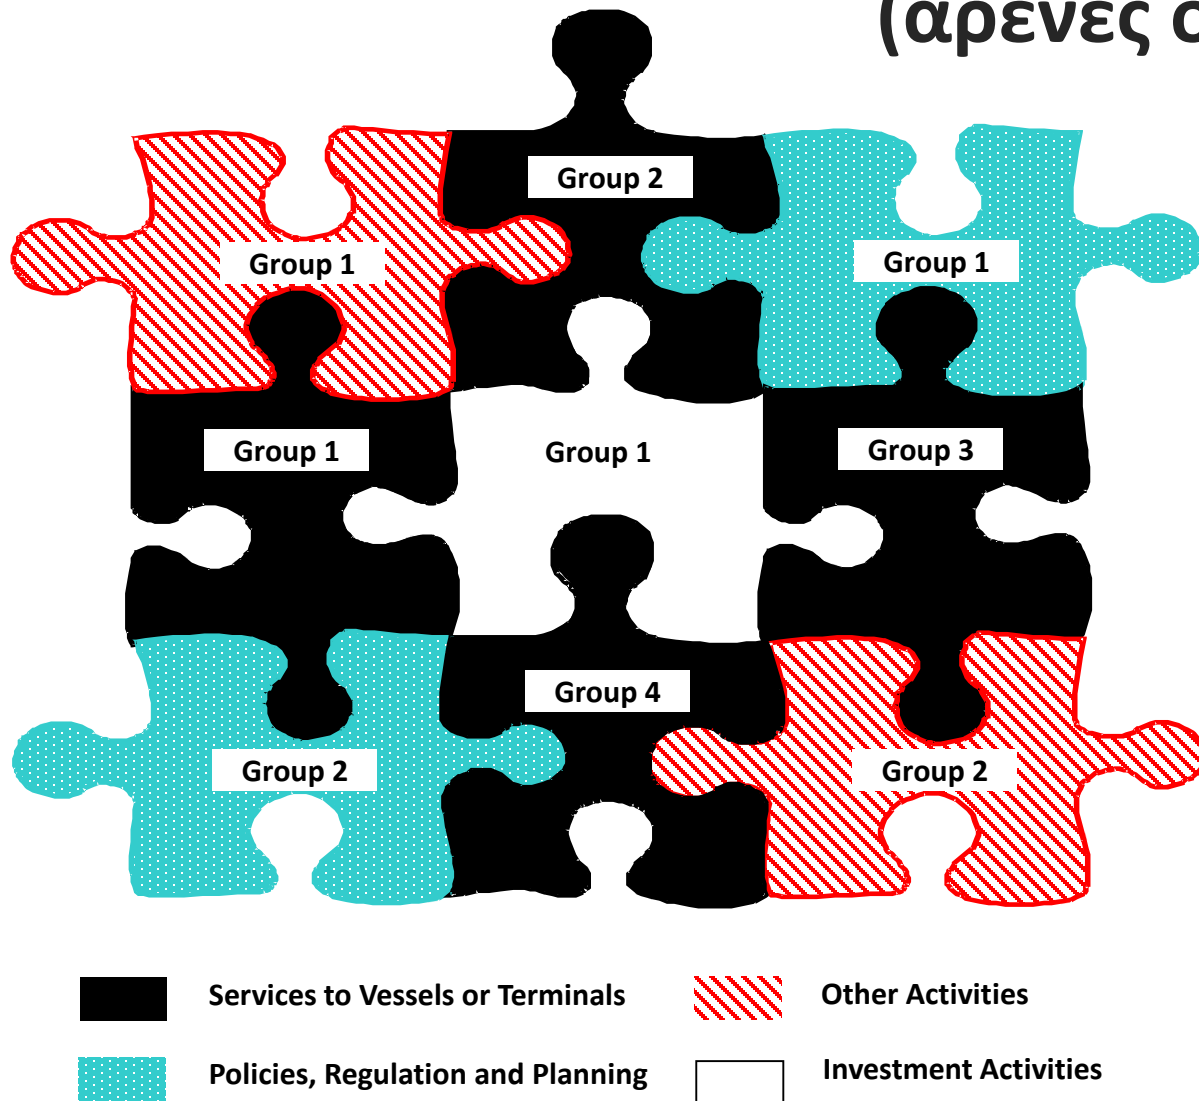 (αρένες
Group 2
Group 1
Group 1
Group 1
Group 1
Group 3
Group 4
Group 2
Group 2
Services to Vessels or Terminals
Other Activities
Policies, Regulation and Planning
Investment Activities